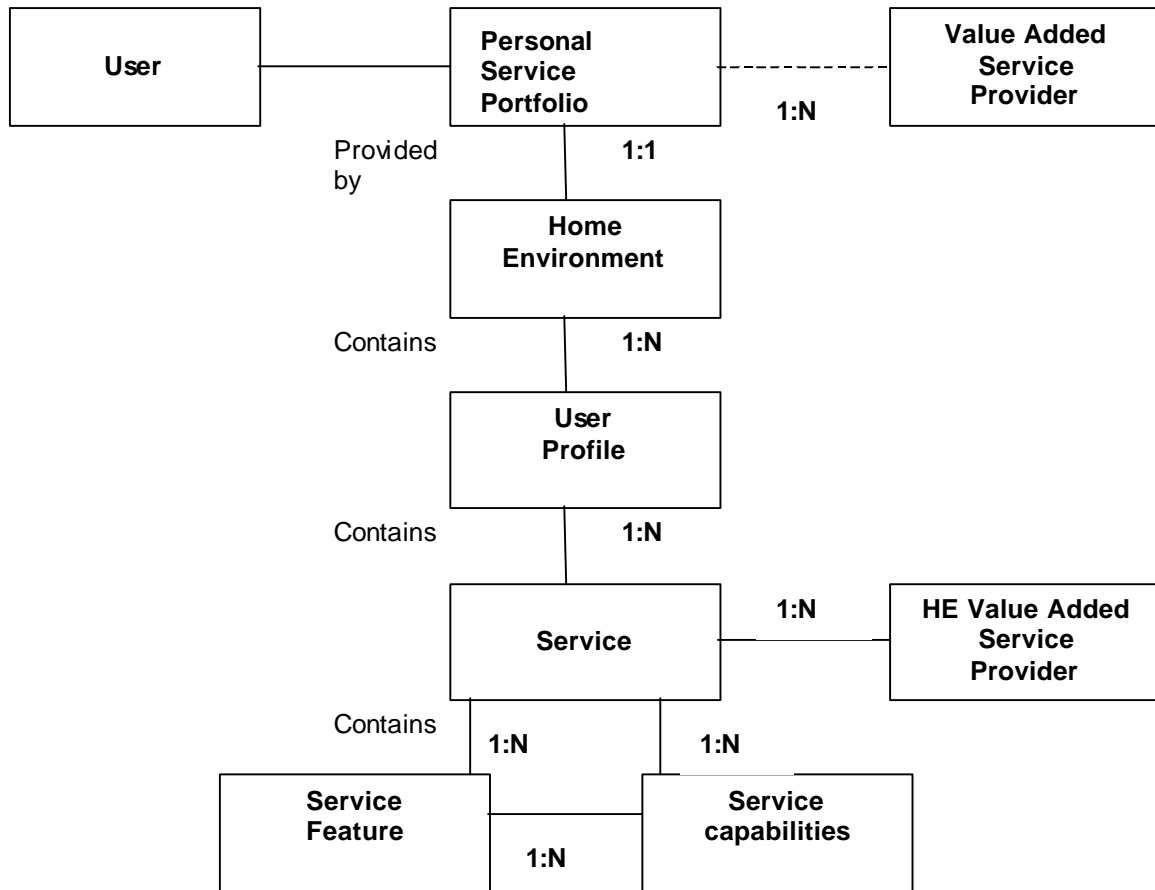 User
Personal
Service
Portfolio
Value Added
Service
Provider
1:N
Provided
by
1:1
Home
Environment
Contains
1:N
User
Profile
Contains
1:N
Service
1:N
HE Value Added
Service
Provider
Contains
1:N
1:N
Service
Feature
Service
capabilities
1:N